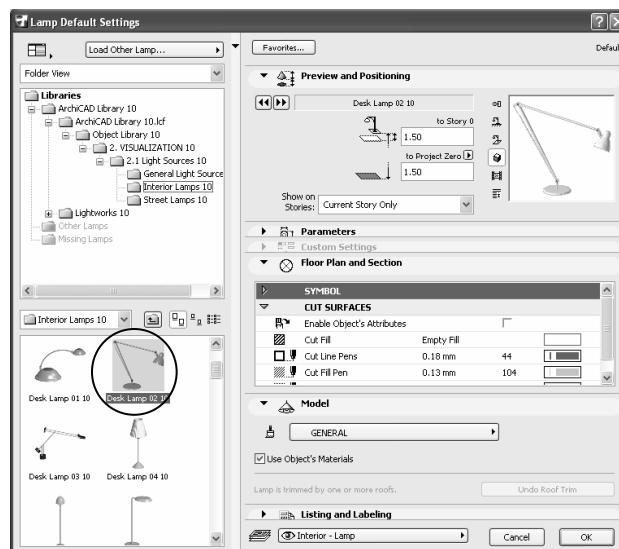 Lamp Default Settings
Load Other Lamp...
Folder View
Libraries
ArchiCAD Library 10
ArchiCAD Library 10.lcf
Object Library 10
2. VISUALIZATION 10
2.1 Light Sources 10
General Light Source
Interior Lamps 10
Street Lamps 10
Lightworks 10
Other Lamps
Missing Lamps
Interior Lamps 10
Desk Lamp 01 10
Desk Lamp 02 10
Desk Lamp 03 10
Desk Lamp 04 10
Favorites...
Defaul
Preview and Positioning
Desk Lamp 02 10
to Story 0
1.50
to Project Zero
1.50
Show on
Stories:
Current Story Only
Parameters
Custom Settings
Floor Plan and Section
SYMBOL
CUT SURFACES
Enable Object's Attributes
Cut Fill Empty Fill
Cut Line Pens 0.18 mm 44
Cut Fill Pen 0.13 mm 104
Model
GENERAL
Use Object's Materials
Lamp is trimmed by one or more roofs.
Undo Roof Trim
Listing and Labeling
Interior - Lamp
Cancel
OK